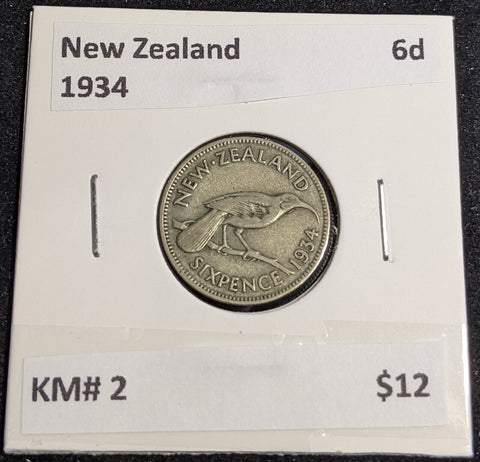 New Zealand 6d
1934
NEW·ZEALAND
SIXPENCE 1934
KM# 2 $12